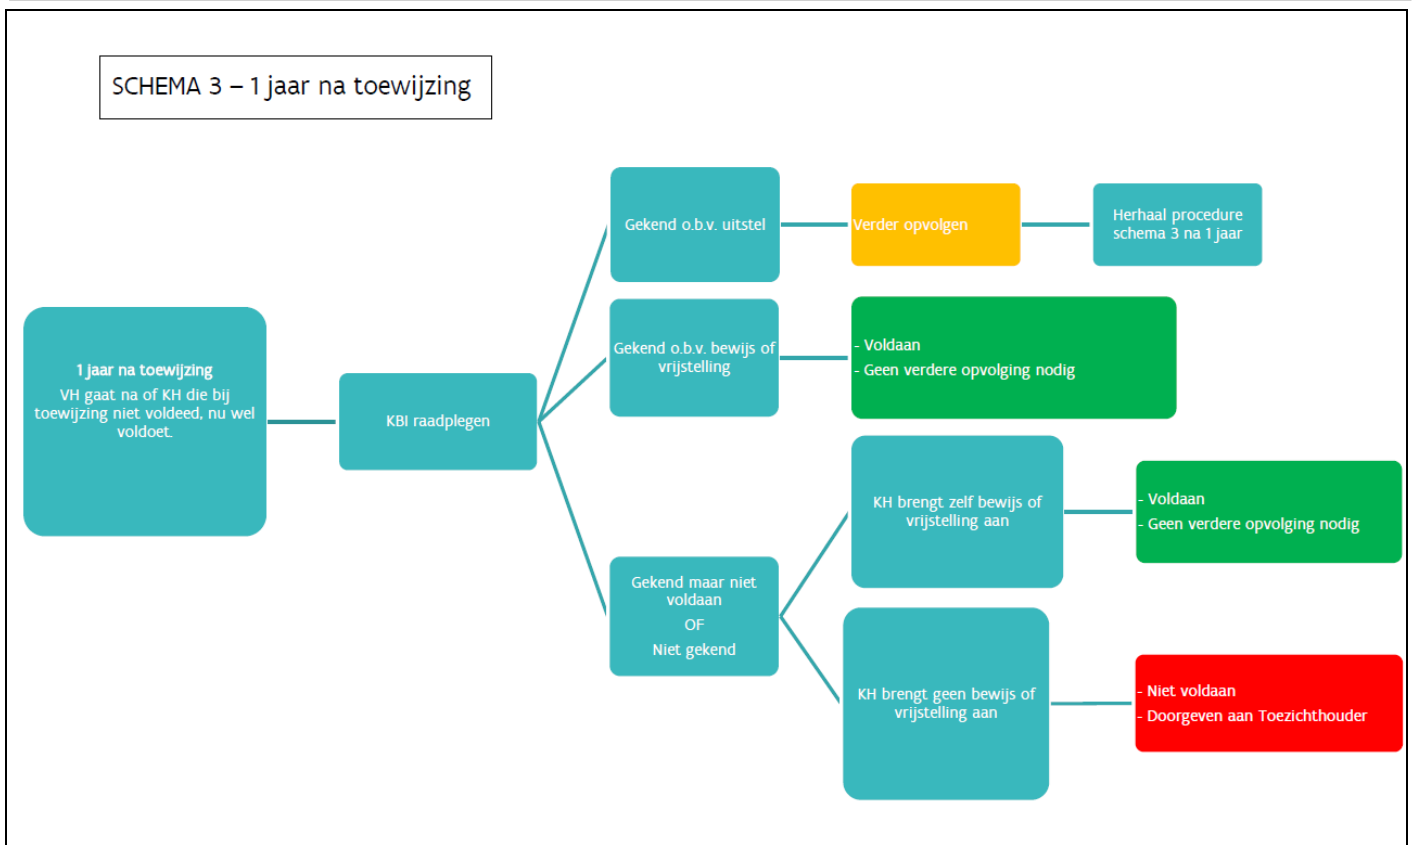 SCHEMA 3 – 1 jaar na toewijzing
1 jaar na toewijzing
VH gaat na of KH die bij
toewijzing niet voldeed, nu wel
voldoet.
KBI raadplegen
Gekend o.b.v. uitstel
Verder opvolgen
Herhaal procedure
schema 3 na 1 jaar
Gekend o.b.v. bewijs of
vrijstelling
- Voldaan
- Geen verdere opvolging nodig
Gekend maar niet
voldaan
OF
Niet gekend
KH brengt zelf bewijs of
vrijstelling aan
- Voldaan
- Geen verdere opvolging nodig
KH brengt geen bewijs of
vrijstelling aan
- Niet voldaan
- Doorgeven aan Toezichthouder